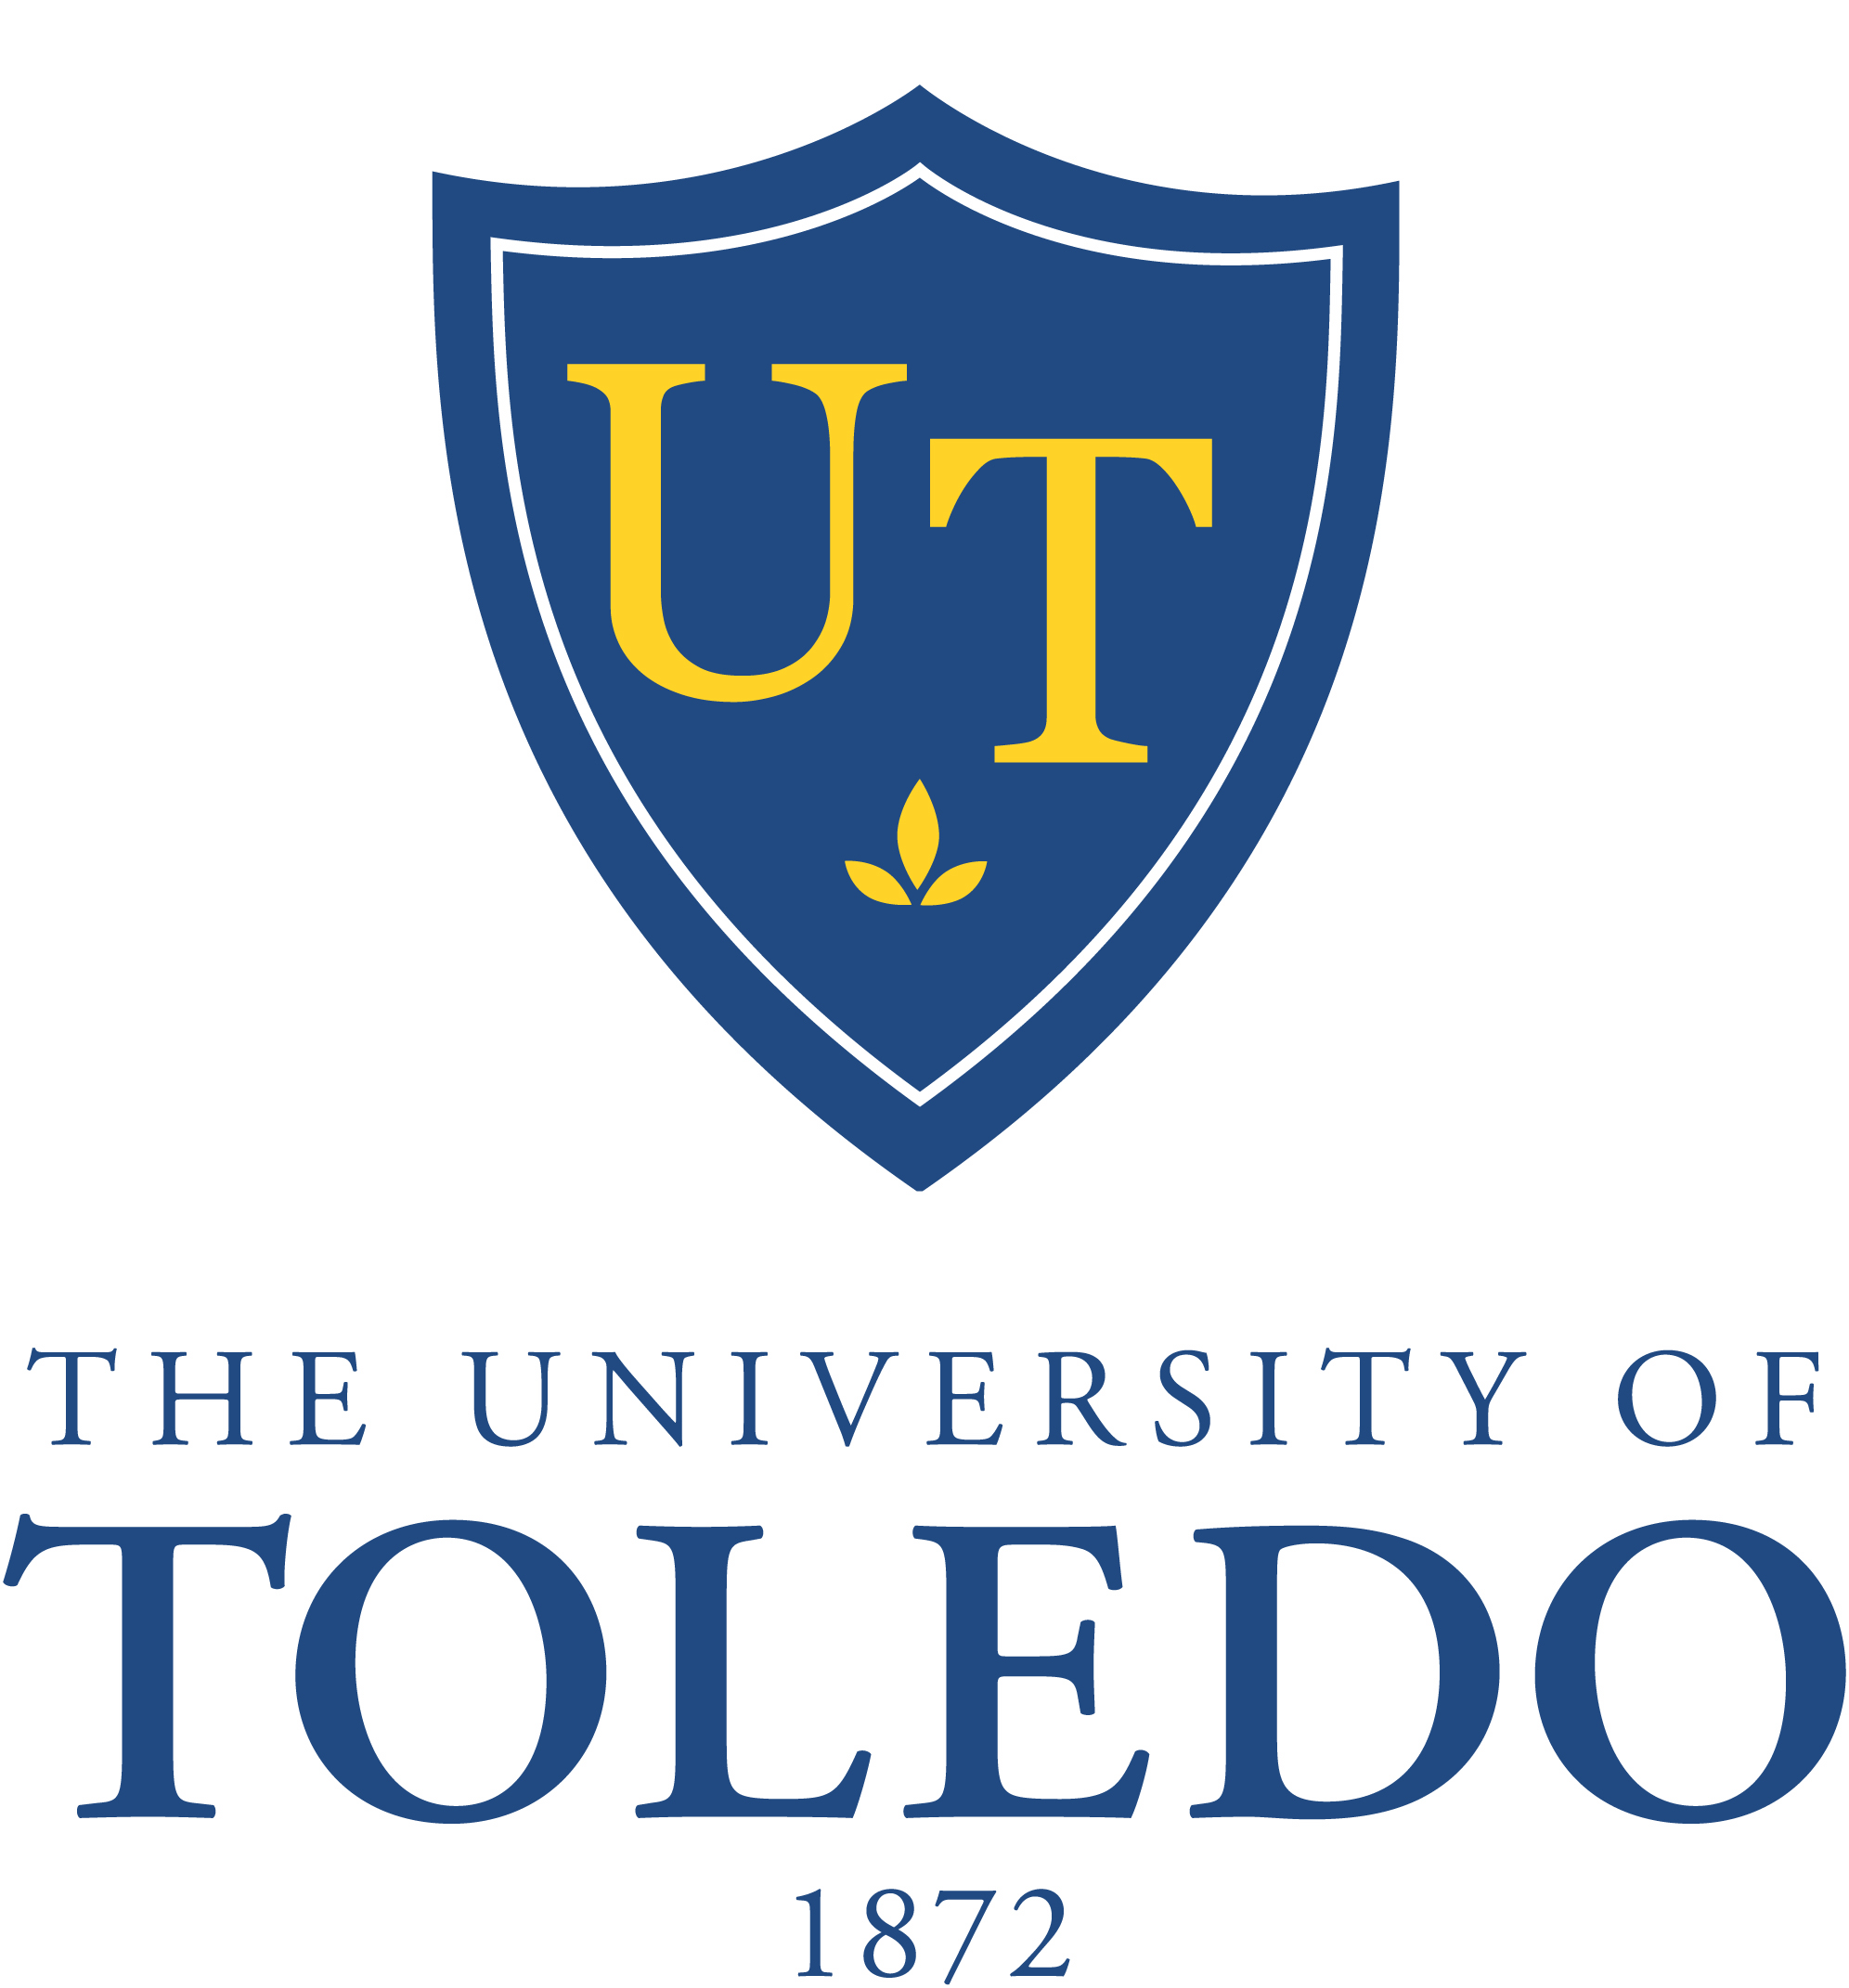 UT
THE UNIVERSITY OF
TOLEDO
1872